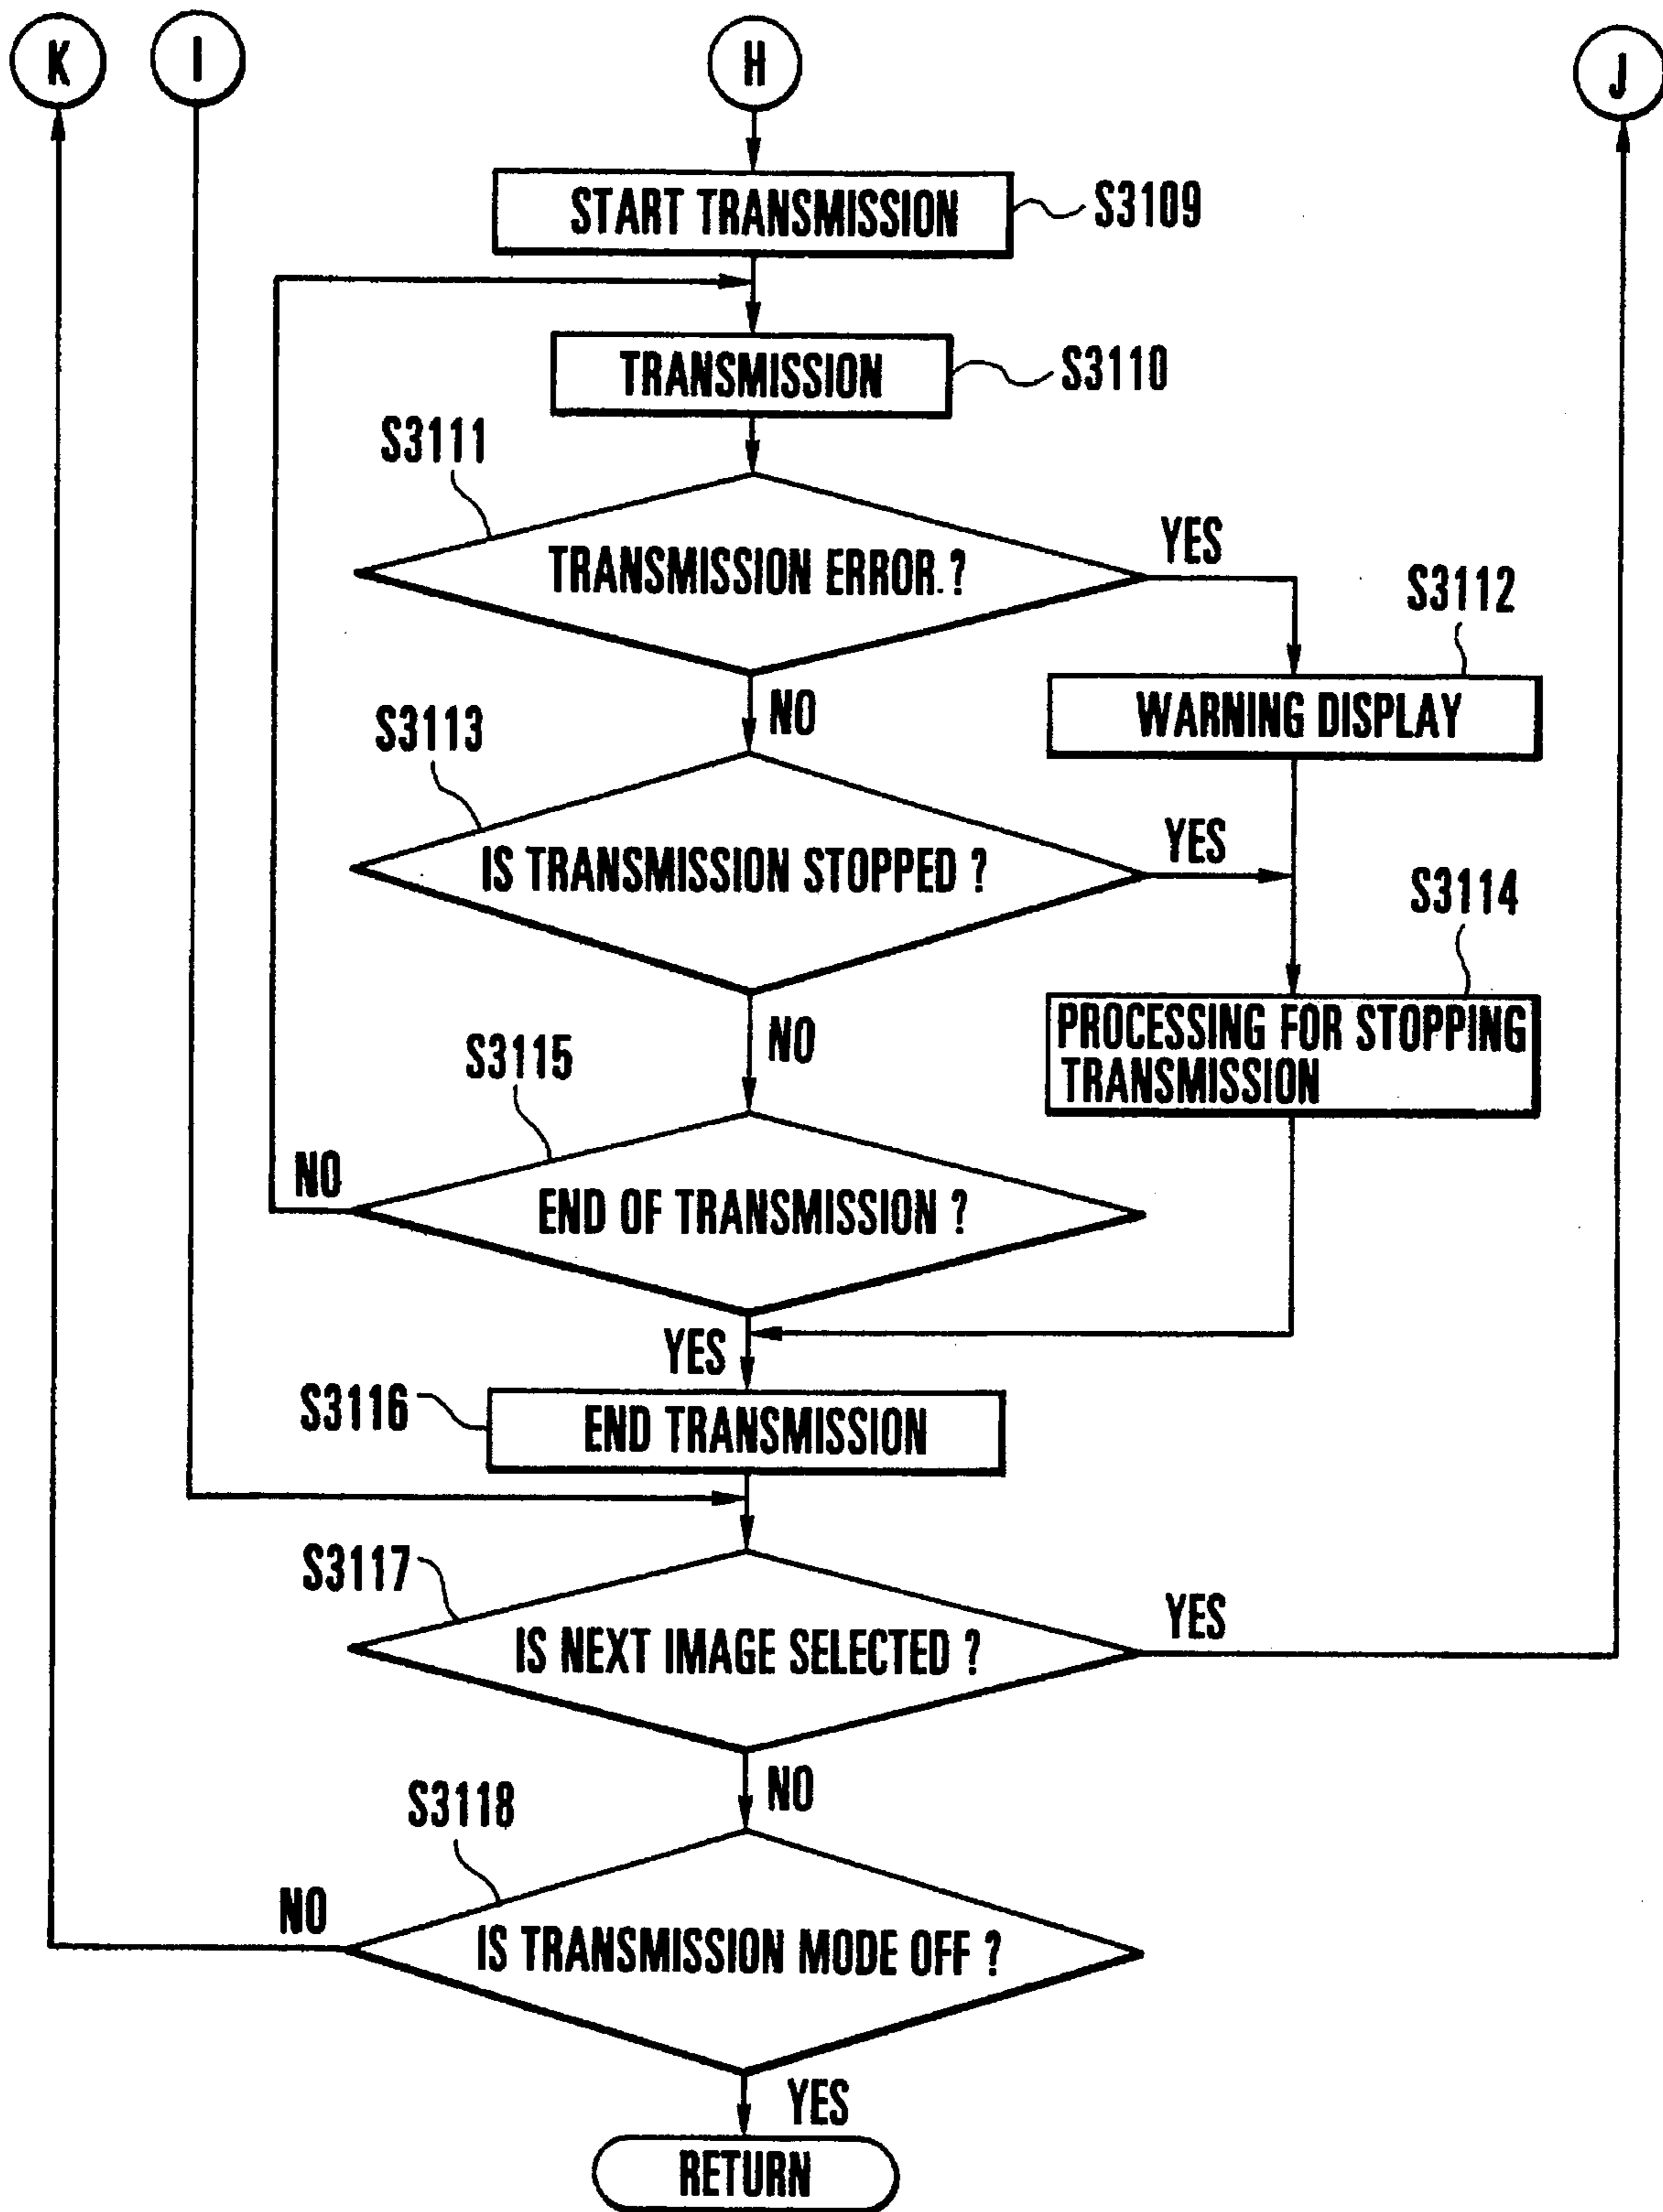 K
I
H
J
START TRANSMISSION
S3109
TRANSMISSION
S3110
S3111
TRANSMISSION ERROR.?
YES
S3112
WARNING DISPLAY
NO
S3113
IS TRANSMISSION STOPPED ?
YES
S3114
PROCESSING FOR STOPPING
TRANSMISSION
NO
S3115
NO
END OF TRANSMISSION ?
YES
S3116
END TRANSMISSION
S3117
IS NEXT IMAGE SELECTED ?
YES
NO
S3118
NO
IS TRANSMISSION MODE OFF ?
YES
RETURN